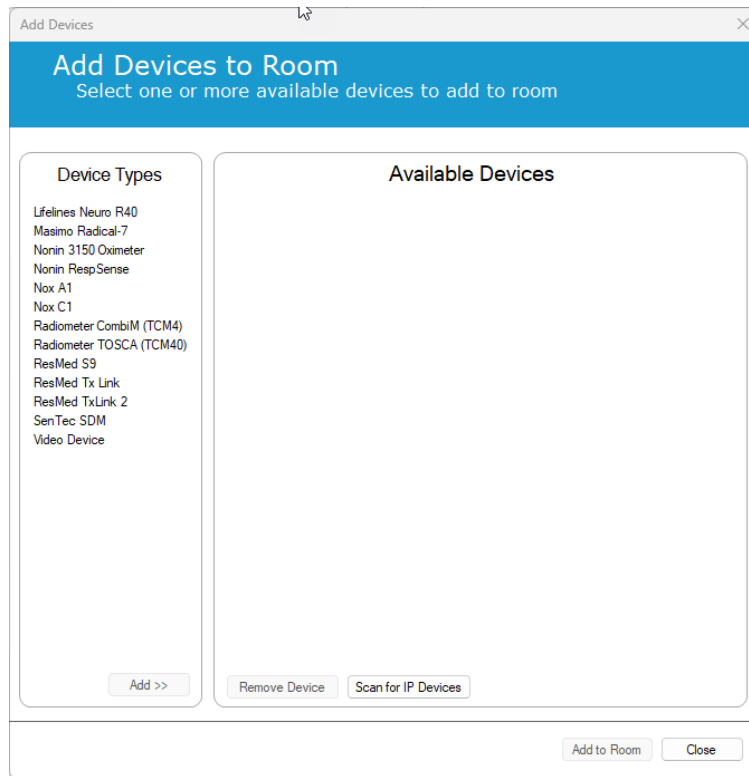 Add Devices
Add Devices to Room
Select one or more available devices to add to room
Device Types
Lifelines Neuro R40
Masimo Radical-7
Nonin 3150 Oximeter
Nonin RespSense
Nox A1
Nox C1
Radiometer CombiM (TCM4)
Radiometer TOSCA (TCM40)
ResMed S9
ResMed Tx Link
ResMed TxLink 2
SenTec SDM
Video Device
Add >>
Available Devices
Remove Device
Scan for IP Devices
Add to Room
Close